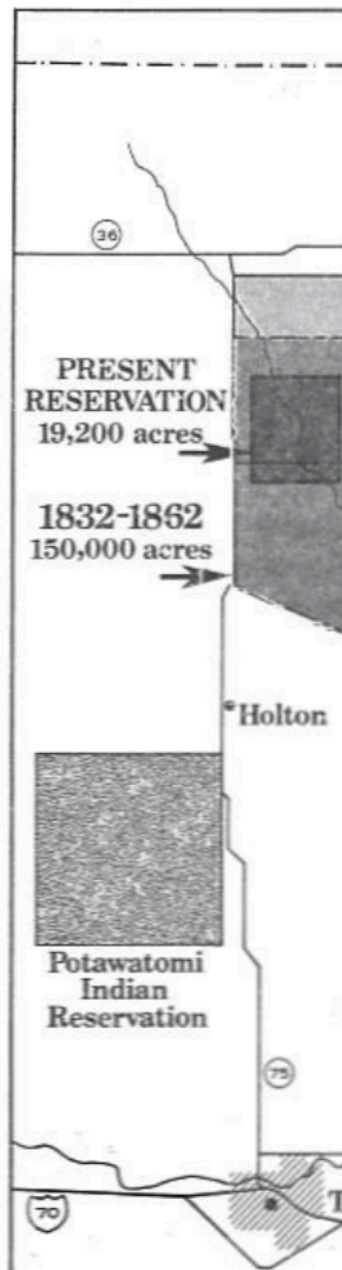 36
PRESENT
RESERVATION
19,200 acres
1832-1862
150,000 acres
Holton
Potawatomi
Indian
Reservation
75
70
T